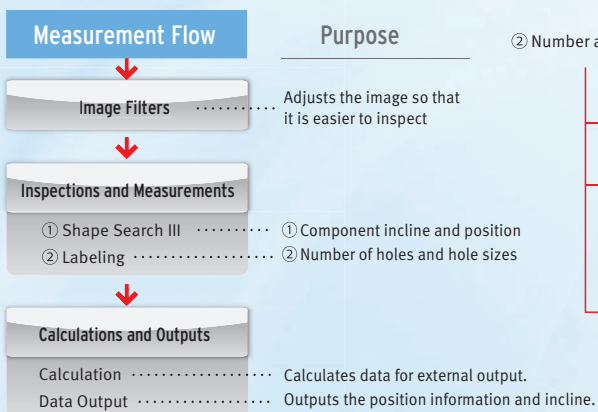 Measurement Flow
Purpose
② Number
Image Filters
Adjusts the image so that
it is easier to inspect
Inspections and Measurements
① Shape Search III
① Component incline and position
② Labeling
② Number of holes and hole sizes
Calculations and Outputs
Calculation
Calculates data for external output.
Data Output
Outputs the position information and incline.